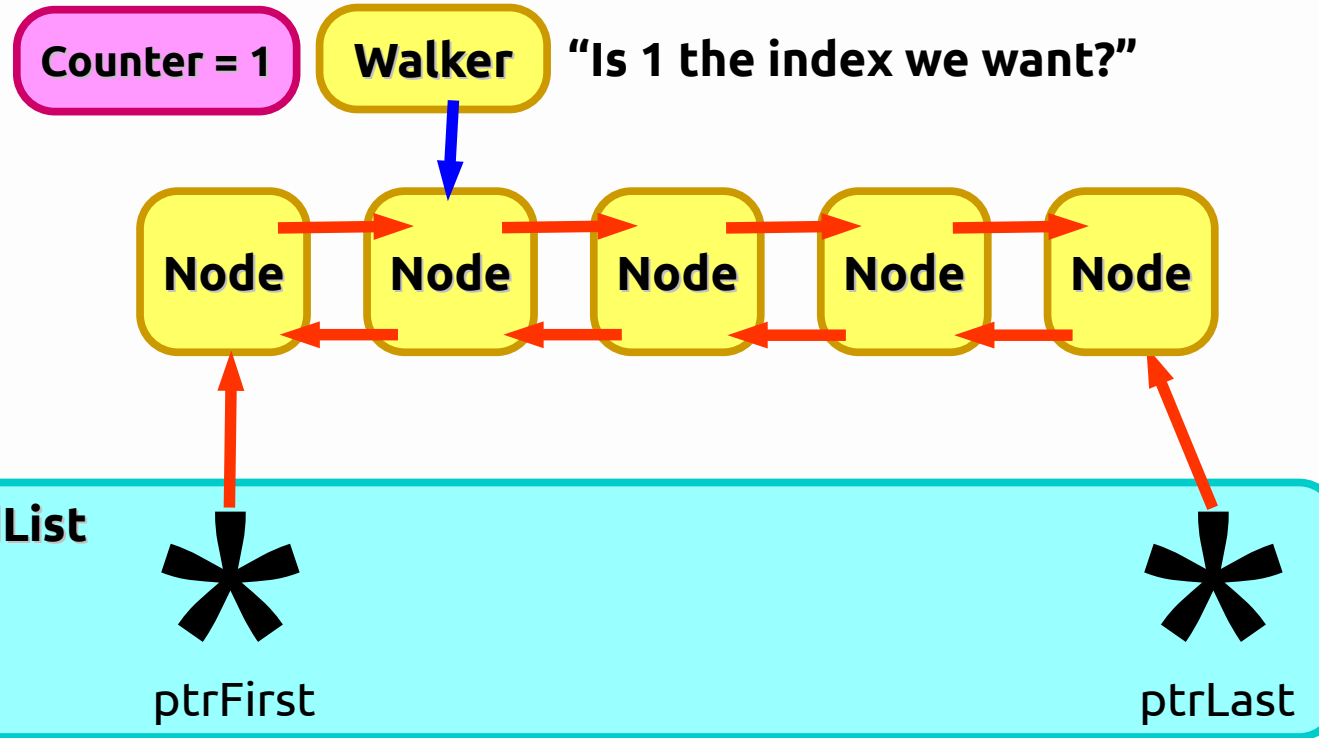 Counter = 1
Walker
“Is 1 the index we want?”
Node
Node
Node
Node
Node
List
ptrFirst
ptrLast